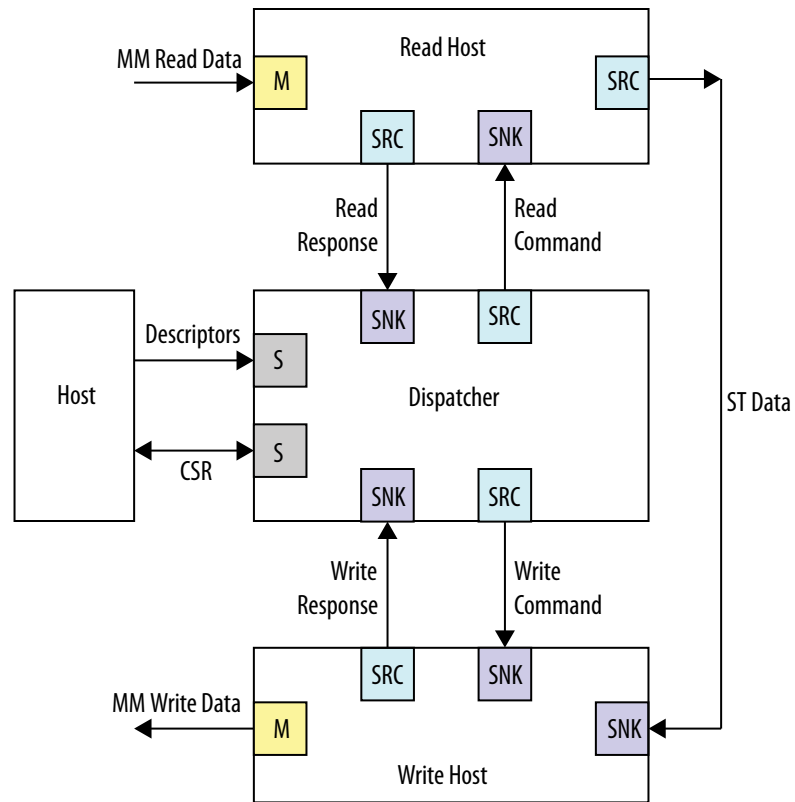 Read Host
MM Read Data
M
SRC
SRC
SNK
Read
Response
Read
Command
SNK
SRC
Host
Descriptors
S
Dispatcher
ST Data
CSR
S
SNK
SRC
Write
Response
Write
Command
SRC
SNK
MM Write Data
M
SNK
Write Host